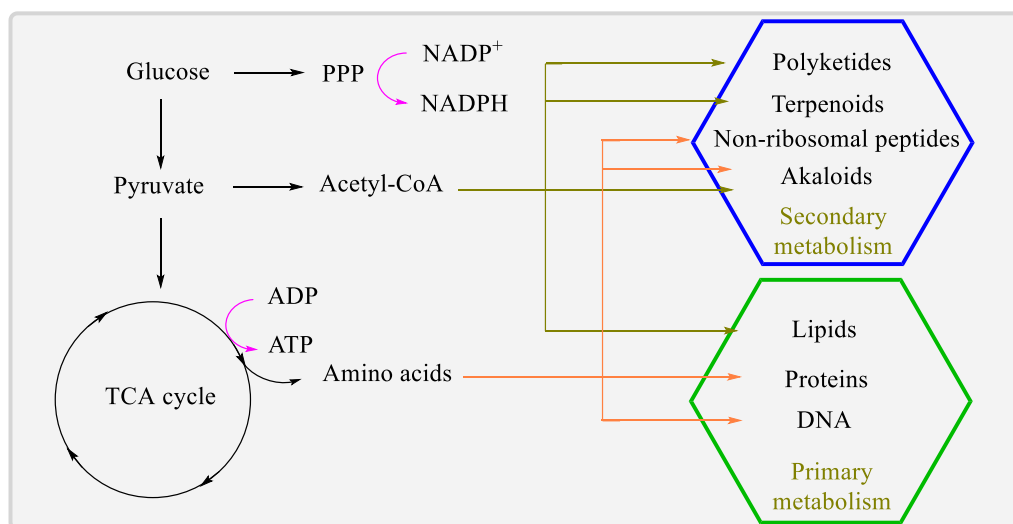 Glucose
PPP
NADP+
NADPH
Pyruvate
Acetyl-CoA
ADP
ATP
TCA cycle
Amino acids
Polyketides
Terpenoids
Non-ribosomal peptides
Akaloids
Secondary
metabolism
Lipids
Proteins
DNA
Primary
metabolism